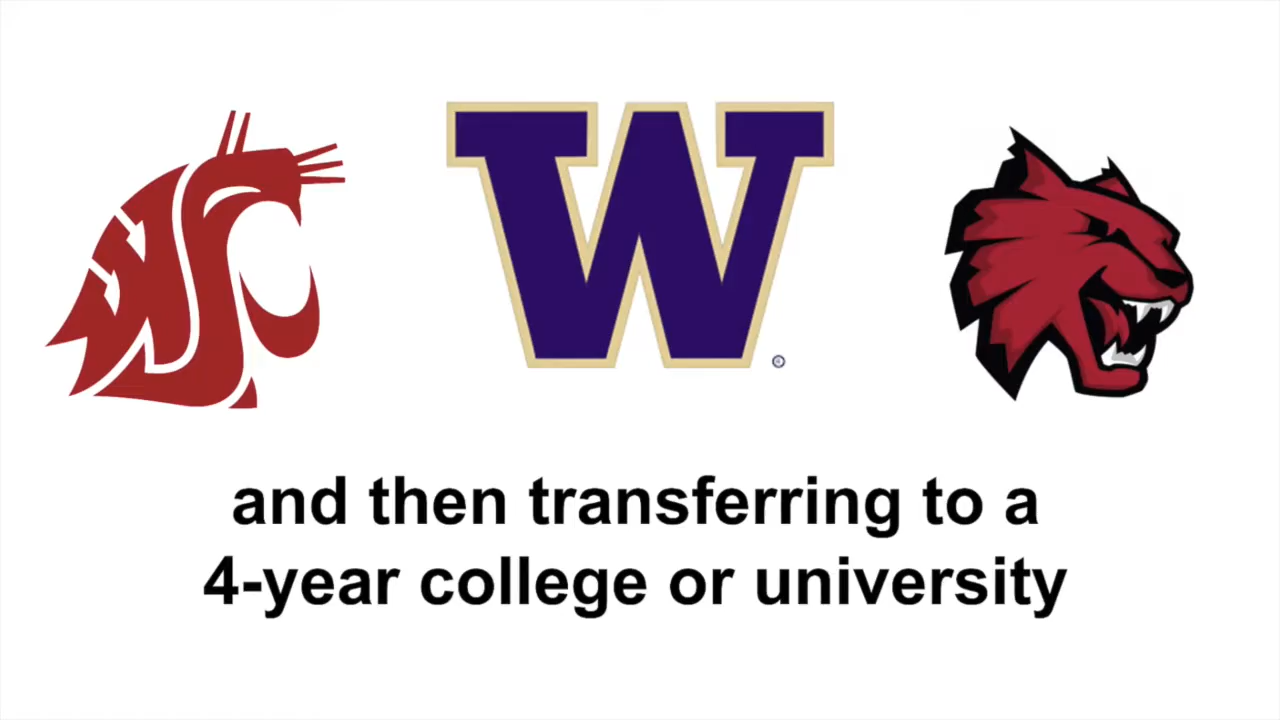 W
and then transferring to a
4-year college or university